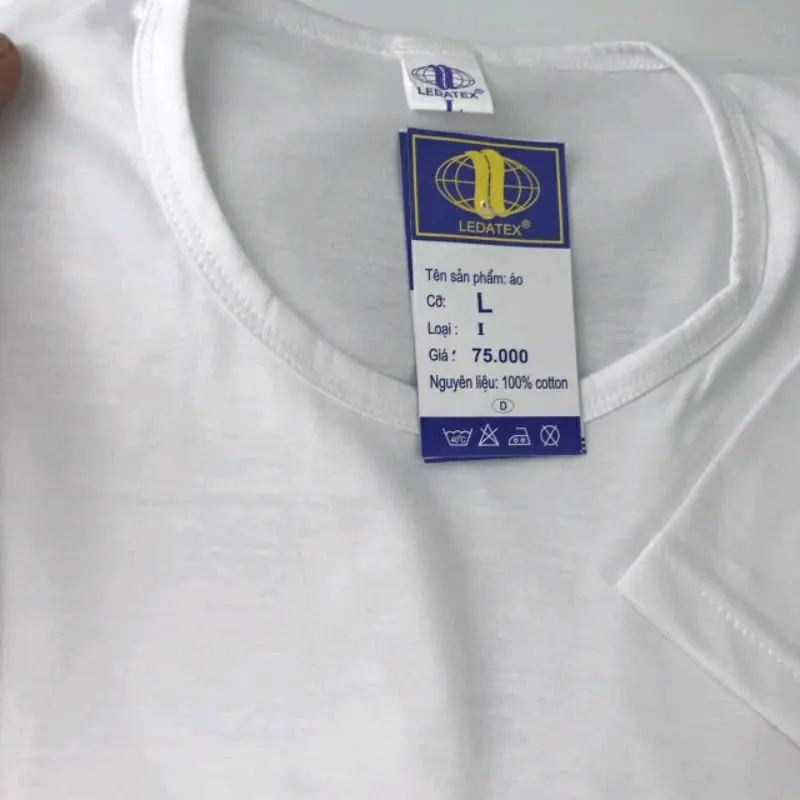 LEDATEX®
L
LEDATEX®
Tên sản phẩm: áo
Cỡ: L
Loại : I
Giá : 75.000
Nguyên liệu: 100% cotton
D
40°C